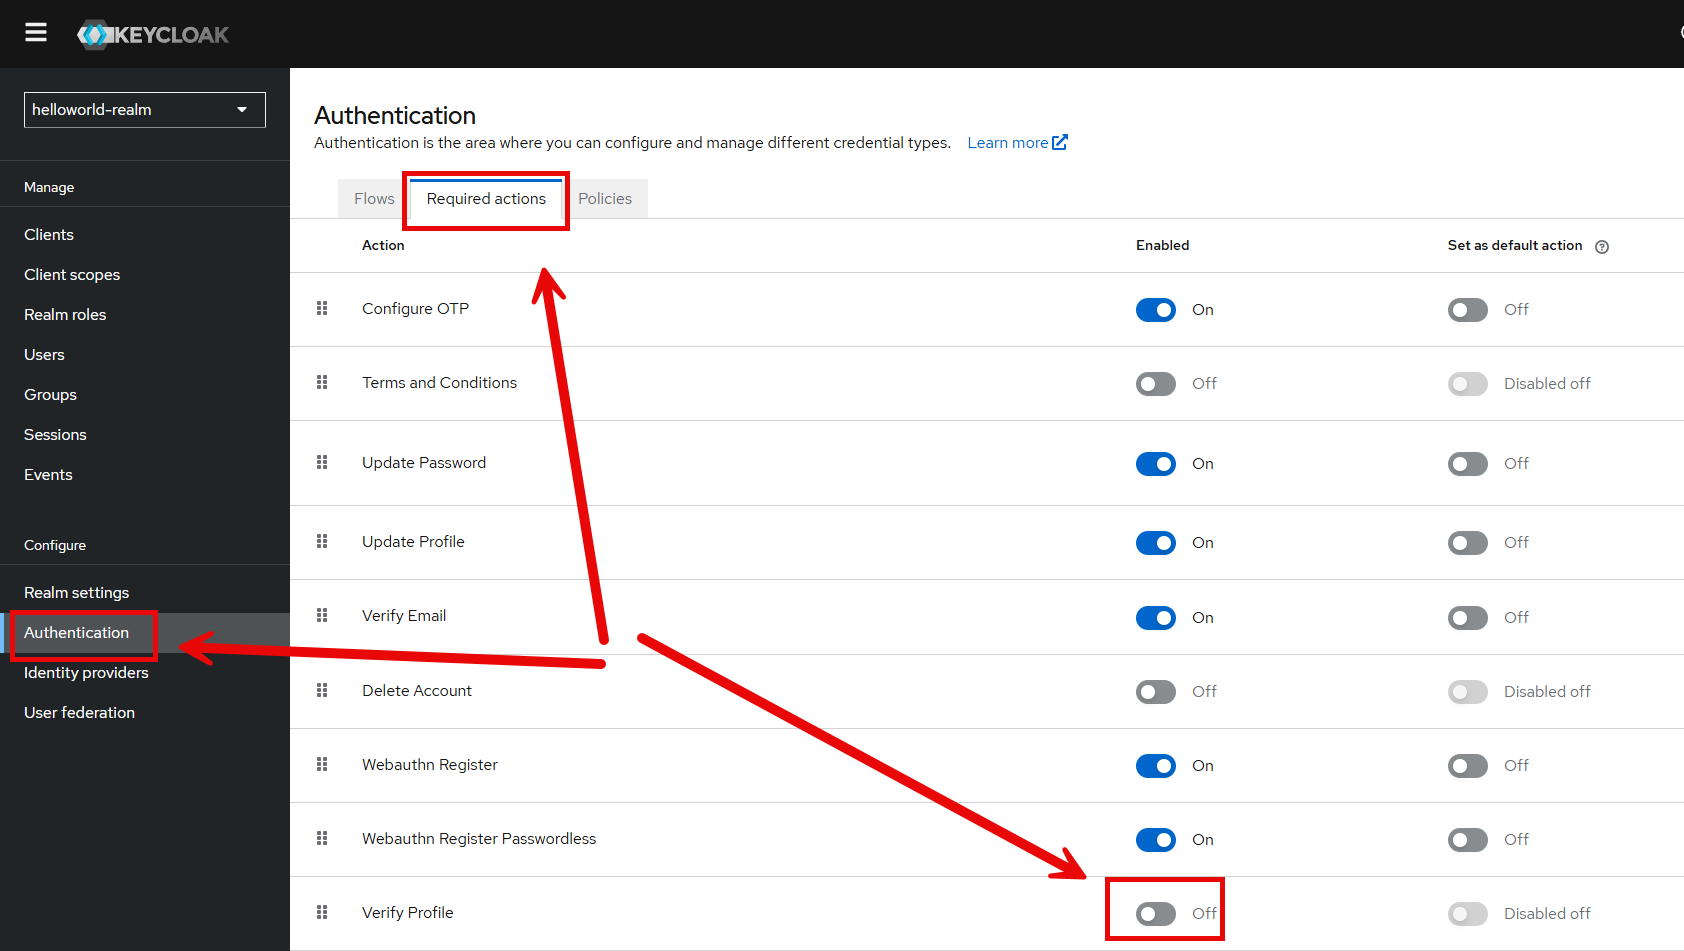 KEYCLOAK
helloworld-realm
Manage
Clients
Client scopes
Realm roles
Users
Groups
Sessions
Events
Configure
Realm settings
Authentication
Identity providers
User federation
Authentication
Authentication is the area where you can configure and manage different credential types. Learn more
Flows Required actions Policies
Action Enabled Set as default action
Configure OTP On Off
Terms and Conditions Off Disabled off
Update Password On Off
Update Profile On Off
Verify Email On Off
Delete Account Off Disabled off
Webauthn Register On Off
Webauthn Register Passwordless On Off
Verify Profile Off Disabled off